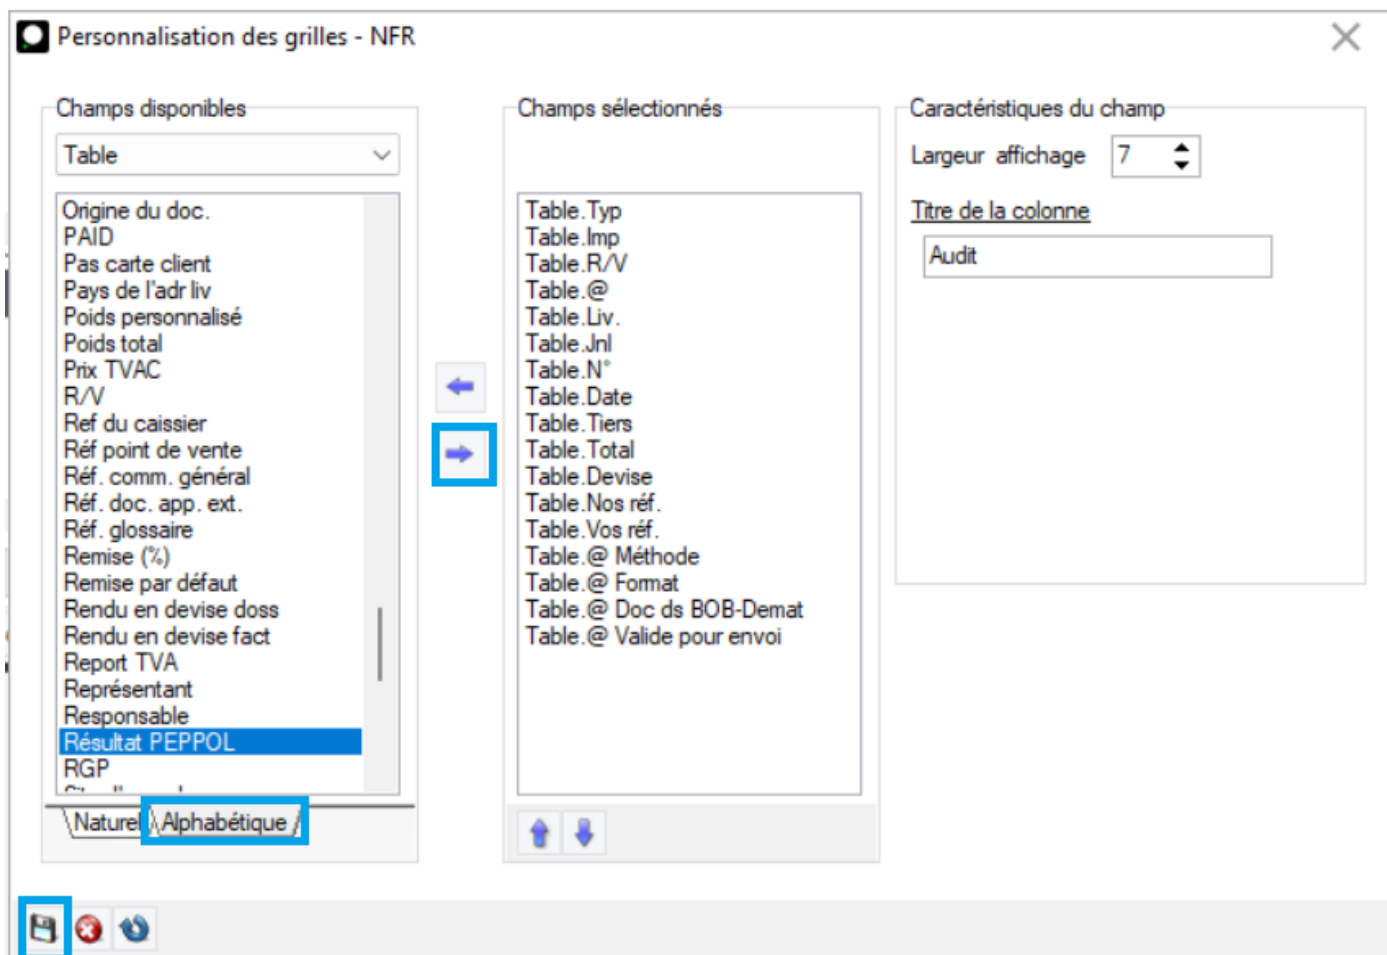 Personnalisation des grilles - NFR
Champs disponibles
Table
Origine du doc.
PAID
Pas carte client
Pays de l'adr liv
Poids personnalisé
Poids total
Prix TVAC
R/V
Ref du caissier
Réf point de vente
Réf. comm. général
Réf. doc. app. ext.
Réf. glossaire
Remise (%)
Remise par défaut
Rendu en devise doss
Rendu en devise fact
Report TVA
Représentant
Responsable
Résultat PEPPOL
RGP
Naturel
Alphabétique
Champs sélectionnés
Table.Typ
Table.Imp
Table.R/V
Table.@
Table.Liv.
Table.Jnl
Table.N°
Table.Date
Table.Tiers
Table.Total
Table.Devise
Table.Nos réf.
Table.Vos réf.
Table.@ Méthode
Table.@ Format
Table.@ Doc ds BOB-Demat
Table.@ Valide pour envoi
Caractéristiques du champ
Largeur affichage 7
Titre de la colonne
Audit